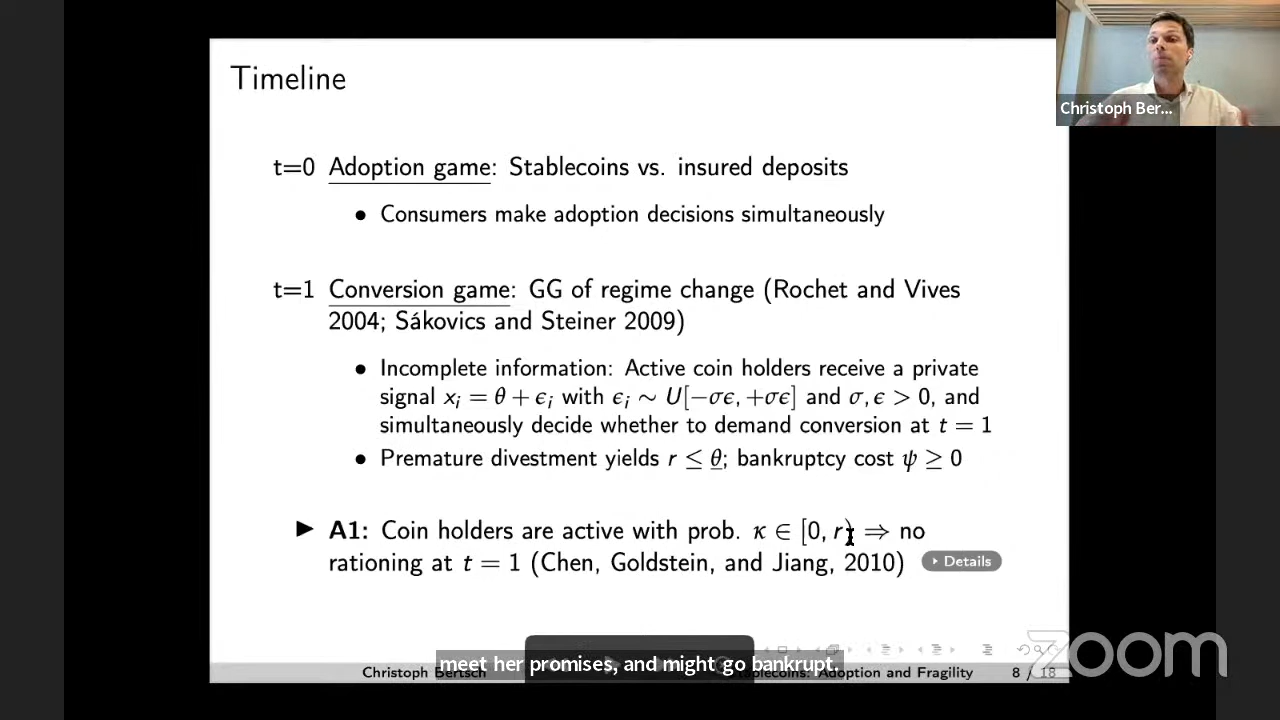 Timeline
Christoph Ber...
t=0 Adoption game: Stablecoins vs. insured deposits
• Consumers make adoption decisions simultaneously
t=1 Conversion game: GG of regime change (Rochet and Vives
2004; Sákovics and Steiner 2009)
• Incomplete information: Active coin holders receive a private
signal xᵢ = θ + ϵᵢ with ϵᵢ ∼ U[−σϵ, +σϵ] and σ, ϵ > 0, and
simultaneously decide whether to demand conversion at t = 1
• Premature divestment yields r ≤ θ̲; bankruptcy cost ψ ≥ 0
▶ A1: Coin holders are active with prob. κ ∈ [0, r) ⇒ no
rationing at t = 1 (Chen, Goldstein, and Jiang, 2010)
Details
meet her promises, and might go bankrupt.
Christoph Bertsch
Stablecoins: Adoption and Fragility
8 / 18
zoom